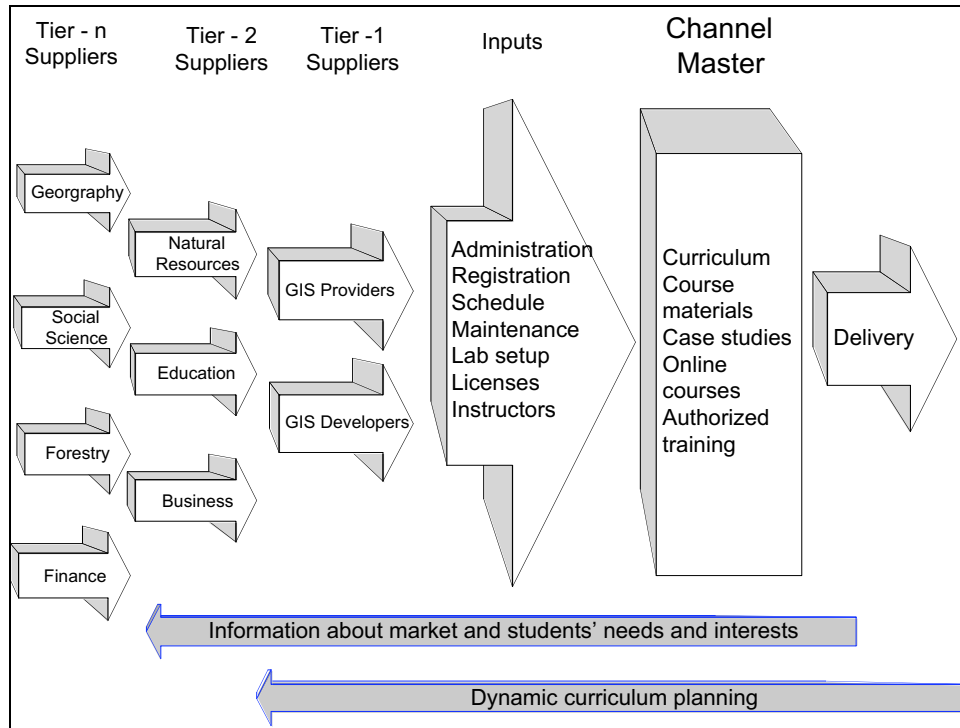 Tier - n
Suppliers
Tier - 2
Suppliers
Tier -1
Suppliers
Inputs
Channel
Master
Georgraphy
Social
Science
Forestry
Finance
Natural
Resources
Education
Business
GIS Providers
GIS Developers
Administration
Registration
Schedule
Maintenance
Lab setup
Licenses
Instructors
Curriculum
Course
materials
Case studies
Online
courses
Authorized
training
Delivery
Information about market and students’ needs and interests
Dynamic curriculum planning